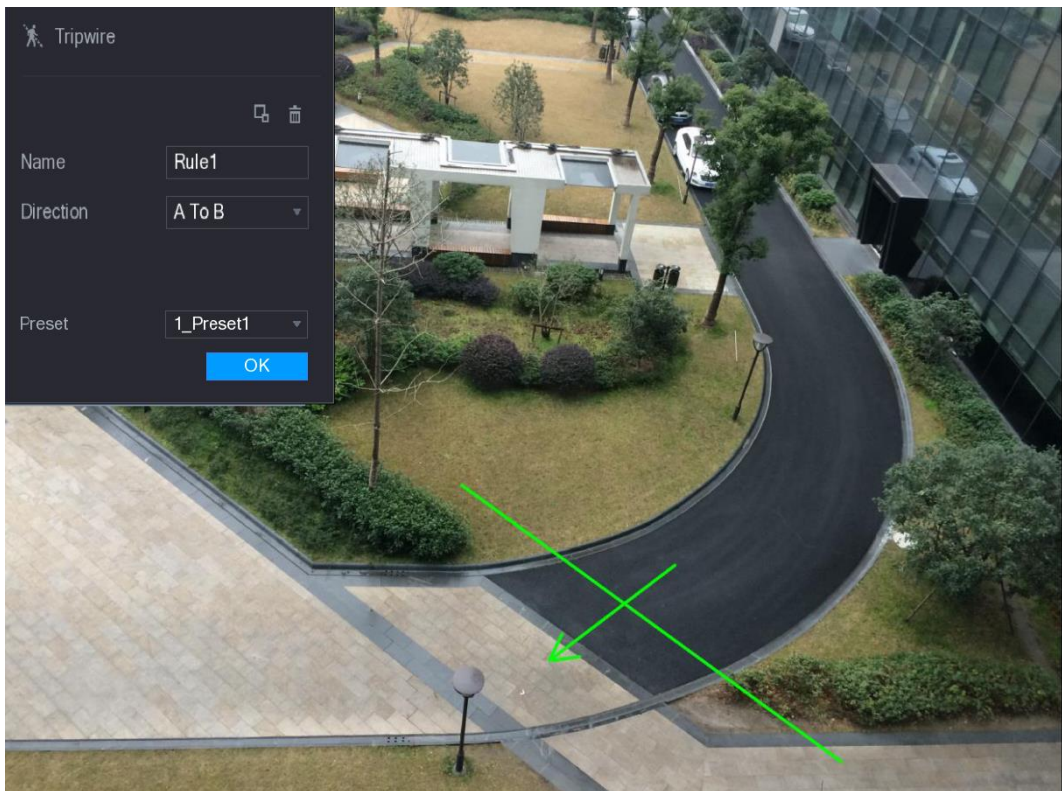 Tripwire
Name Rule1
Direction A To B
Preset 1_Preset1
OK